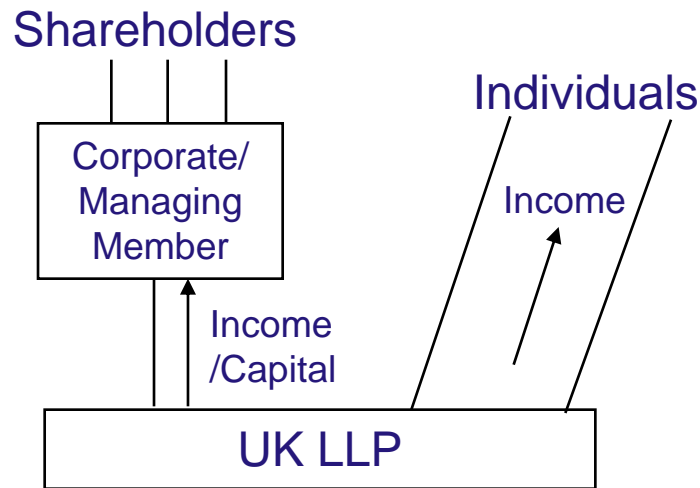 Shareholders
Individuals
Corporate/
Managing
Member
Income
Income
/Capital
UK LLP